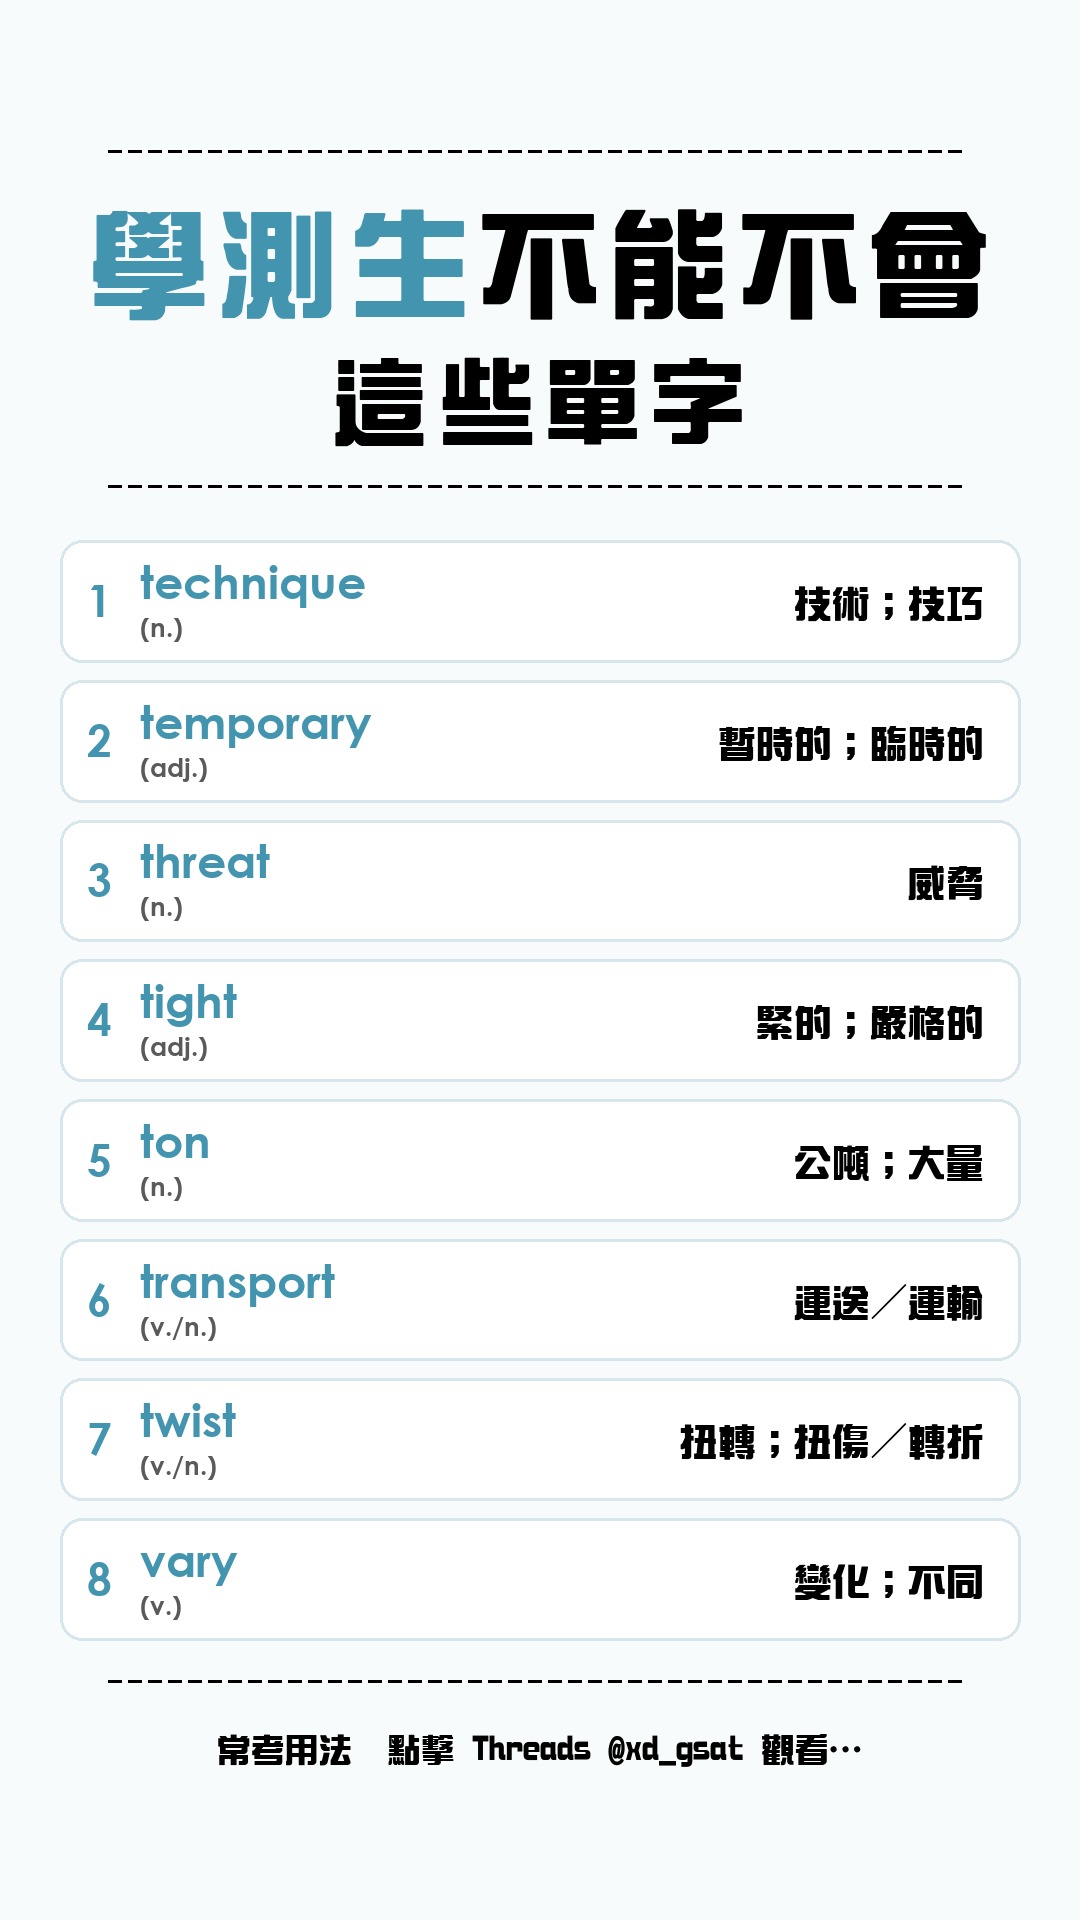 學測生不能不會
這些單字
1 technique (n.) 技術；技巧
2 temporary (adj.) 暫時的；臨時的
3 threat (n.) 威脅
4 tight (adj.) 緊的；嚴格的
5 ton (n.) 公噸；大量
6 transport (v./n.) 運送／運輸
7 twist (v./n.) 扭轉；扭傷／轉折
8 vary (v.) 變化；不同
常考用法　點擊 Threads @xd_gsat 觀看…